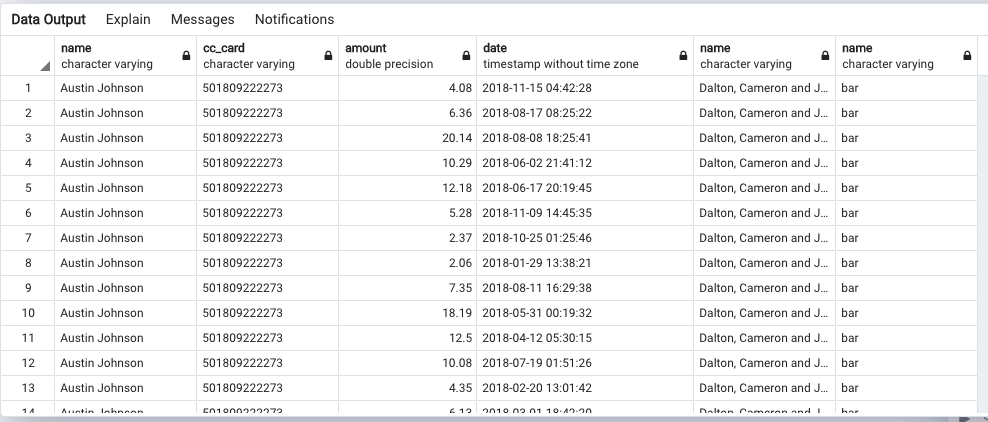 Data Output Explain Messages Notifications
name cc_card amount date name name
character varying character varying double precision timestamp without time zone character varying character varying
1 Austin Johnson 501809222273 4.08 2018-11-15 04:42:28 Dalton, Cameron and J... bar
2 Austin Johnson 501809222273 6.36 2018-08-17 08:25:22 Dalton, Cameron and J... bar
3 Austin Johnson 501809222273 20.14 2018-08-08 18:25:41 Dalton, Cameron and J... bar
4 Austin Johnson 501809222273 10.29 2018-06-02 21:41:12 Dalton, Cameron and J... bar
5 Austin Johnson 501809222273 12.18 2018-06-17 20:19:45 Dalton, Cameron and J... bar
6 Austin Johnson 501809222273 5.28 2018-11-09 14:45:35 Dalton, Cameron and J... bar
7 Austin Johnson 501809222273 2.37 2018-10-25 01:25:46 Dalton, Cameron and J... bar
8 Austin Johnson 501809222273 2.06 2018-01-29 13:38:21 Dalton, Cameron and J... bar
9 Austin Johnson 501809222273 7.35 2018-08-11 16:29:38 Dalton, Cameron and J... bar
10 Austin Johnson 501809222273 18.19 2018-05-31 00:19:32 Dalton, Cameron and J... bar
11 Austin Johnson 501809222273 12.5 2018-04-12 05:30:15 Dalton, Cameron and J... bar
12 Austin Johnson 501809222273 10.08 2018-07-19 01:51:26 Dalton, Cameron and J... bar
13 Austin Johnson 501809222273 4.35 2018-02-20 13:01:42 Dalton, Cameron and J... bar
14 Austin Johnson 501809222273 Dalton, Cameron and J... bar